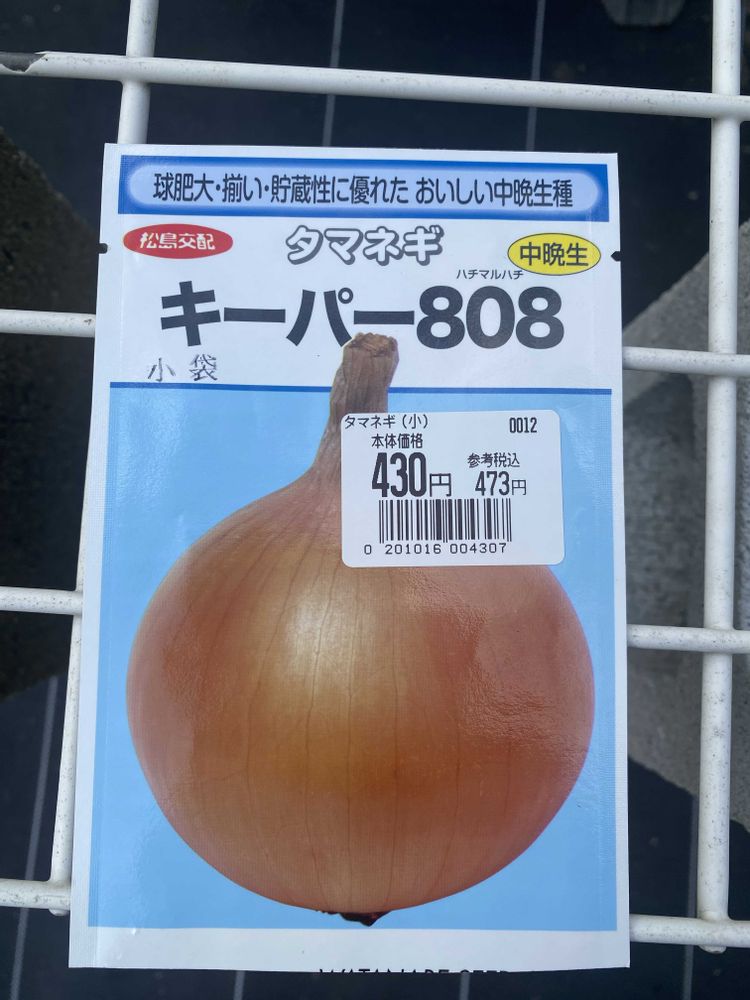 球肥大・揃い・貯蔵性に優れた おいしい中晩生種
松島交配
タマネギ
中晩生
ハチマルハチ
キーパー808
小袋
タマネギ(小) 0012
本体価格
430円
参考税込
473円
0 201016 004307